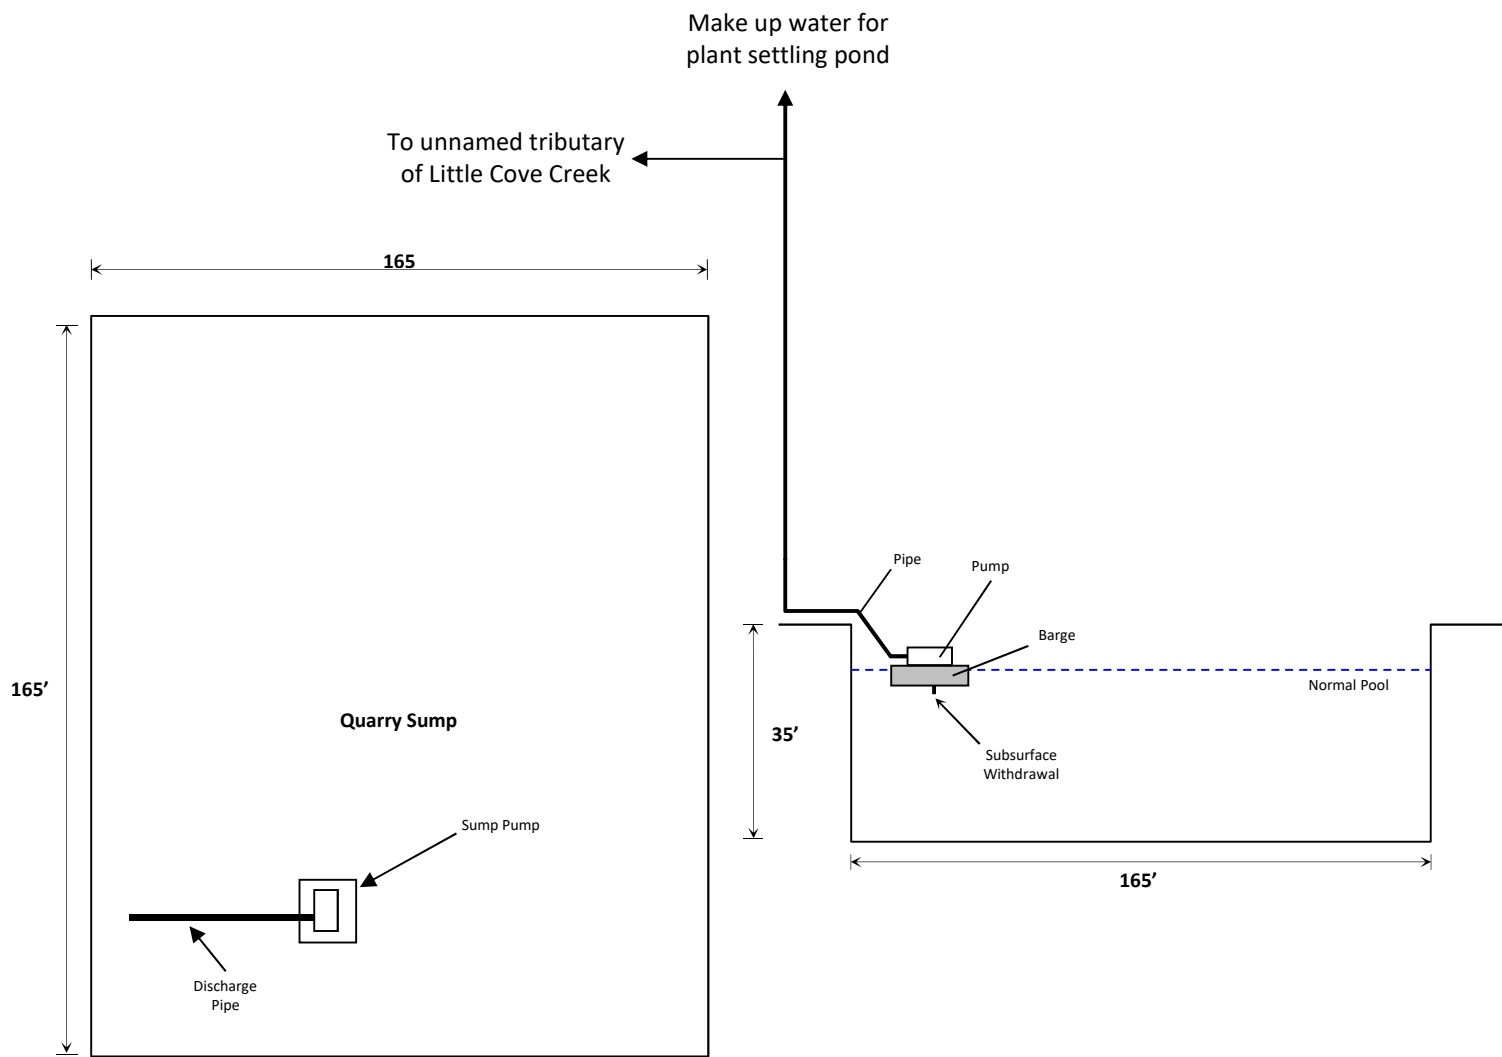 Make up water for
plant settling pond
To unnamed tributary
of Little Cove Creek
165
165’
Quarry Sump
Sump Pump
Discharge
Pipe
Pipe
Pump
Barge
Normal Pool
35’
Subsurface
Withdrawal
165’